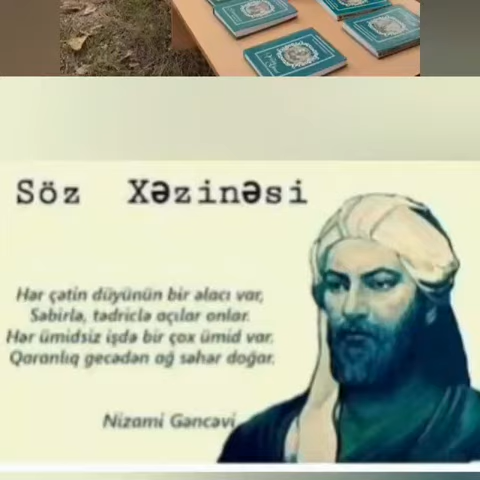 Söz Xəzinəsi
Hər çətin düyünün bir əlacı var,
Səbirlə, tədriclə açılar onlar.
Hər ümidsiz işdə bir çox ümid var.
Qaranlıq gecədən ağ səhər doğar.
Nizami Gəncəvi